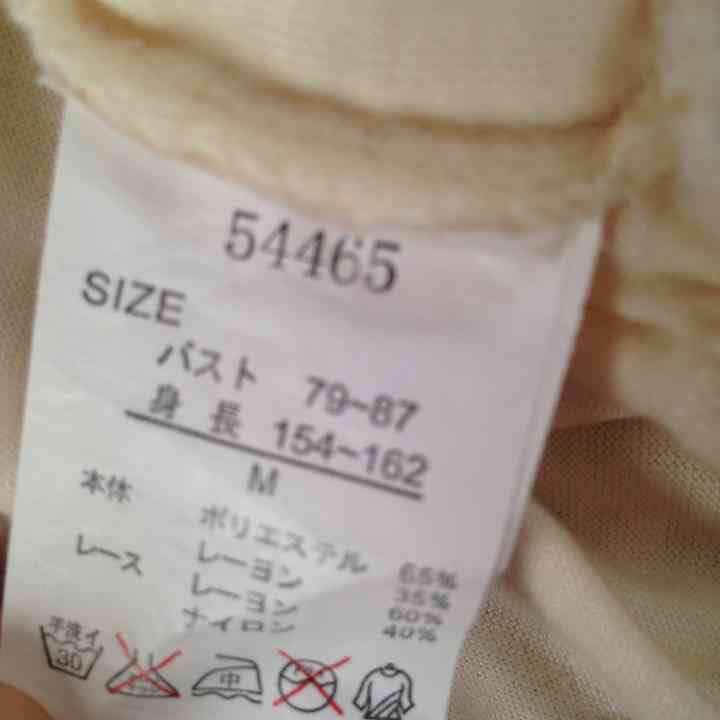 54465
SIZE
バスト 79~87
身長 154~162
M
本体 ポリエステル 65%
レーヨン 35%
レース レーヨン 60%
ナイロン 40%
手洗イ
30
中